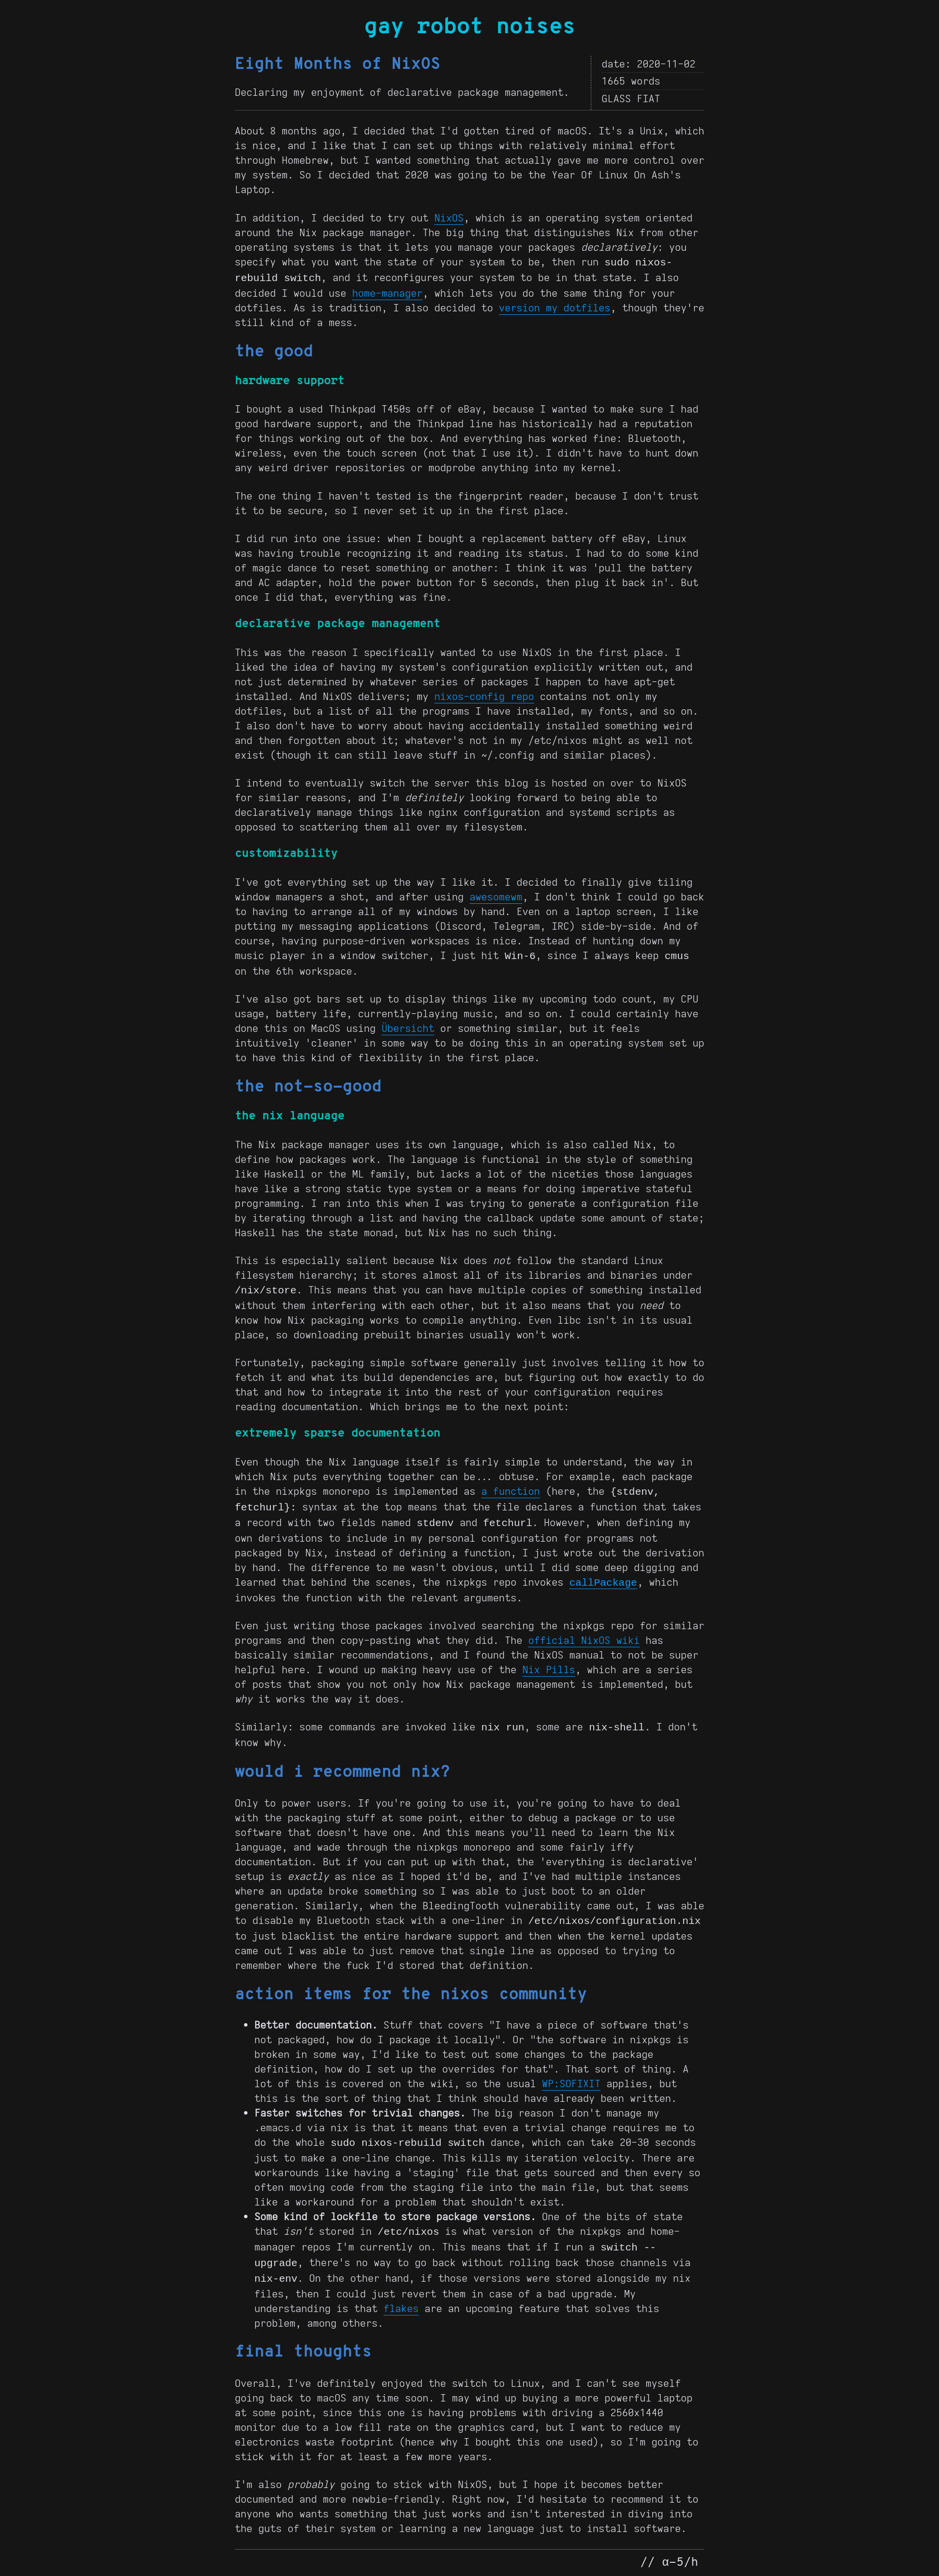 gay robot noises
Eight Months of NixOS
Declaring my enjoyment of declarative package management.
date: 2020-11-02
1665 words
GLASS FIAT
About 8 months ago, I decided that I'd gotten tired of macOS. It's a Unix, which
is nice, and I like that I can set up things with relatively minimal effort
through Homebrew, but I wanted something that actually gave me more control over
my system. So I decided that 2020 was going to be the Year Of Linux On Ash's
Laptop.
In addition, I decided to try out NixOS, which is an operating system oriented
around the Nix package manager. The big thing that distinguishes Nix from other
operating systems is that it lets you manage your packages declaratively: you
specify what you want the state of your system to be, then run sudo nixos-
rebuild switch, and it reconfigures your system to be in that state. I also
decided I would use home-manager, which lets you do the same thing for your
dotfiles. As is tradition, I also decided to version my dotfiles, though they're
still kind of a mess.
the good
hardware support
I bought a used Thinkpad T450s off of eBay, because I wanted to make sure I had
good hardware support, and the Thinkpad line has historically had a reputation
for things working out of the box. And everything has worked fine: Bluetooth,
wireless, even the touch screen (not that I use it). I didn't have to hunt down
any weird driver repositories or modprobe anything into my kernel.
The one thing I haven't tested is the fingerprint reader, because I don't trust
it to be secure, so I never set it up in the first place.
I did run into one issue: when I bought a replacement battery off eBay, Linux
was having trouble recognizing it and reading its status. I had to do some kind
of magic dance to reset something or another: I think it was 'pull the battery
and AC adapter, hold the power button for 5 seconds, then plug it back in'. But
once I did that, everything was fine.
declarative package management
This was the reason I specifically wanted to use NixOS in the first place. I
liked the idea of having my system's configuration explicitly written out, and
not just determined by whatever series of packages I happen to have apt-get
installed. And NixOS delivers; my nixos-config repo contains not only my
dotfiles, but a list of all the programs I have installed, my fonts, and so on.
I also don't have to worry about having accidentally installed something weird
and then forgotten about it; whatever's not in my /etc/nixos might as well not
exist (though it can still leave stuff in ~/.config and similar places).
I intend to eventually switch the server this blog is hosted on over to NixOS
for similar reasons, and I'm definitely looking forward to being able to
declaratively manage things like nginx configuration and systemd scripts as
opposed to scattering them all over my filesystem.
customizability
I've got everything set up the way I like it. I decided to finally give tiling
window managers a shot, and after using awesomewm, I don't think I could go back
to having to arrange all of my windows by hand. Even on a laptop screen, I like
putting my messaging applications (Discord, Telegram, IRC) side-by-side. And of
course, having purpose-driven workspaces is nice. Instead of hunting down my
music player in a window switcher, I just hit Win-6, since I always keep cmus
on the 6th workspace.
I've also got bars set up to display things like my upcoming todo count, my CPU
usage, battery life, currently-playing music, and so on. I could certainly have
done this on MacOS using Übersicht or something similar, but it feels
intuitively 'cleaner' in some way to be doing this in an operating system set up
to have this kind of flexibility in the first place.
the not-so-good
the nix language
The Nix package manager uses its own language, which is also called Nix, to
define how packages work. The language is functional in the style of something
like Haskell or the ML family, but lacks a lot of the niceties those languages
have like a strong static type system or a means for doing imperative stateful
programming. I ran into this when I was trying to generate a configuration file
by iterating through a list and having the callback update some amount of state;
Haskell has the state monad, but Nix has no such thing.
This is especially salient because Nix does not follow the standard Linux
filesystem hierarchy; it stores almost all of its libraries and binaries under
/nix/store. This means that you can have multiple copies of something installed
without them interfering with each other, but it also means that you need to
know how Nix packaging works to compile anything. Even libc isn't in its usual
place, so downloading prebuilt binaries usually won't work.
Fortunately, packaging simple software generally just involves telling it how to
fetch it and what its build dependencies are, but figuring out how exactly to do
that and how to integrate it into the rest of your configuration requires
reading documentation. Which brings me to the next point:
extremely sparse documentation
Even though the Nix language itself is fairly simple to understand, the way in
which Nix puts everything together can be... obtuse. For example, each package
in the nixpkgs monorepo is implemented as a function (here, the {stdenv,
fetchurl}: syntax at the top means that the file declares a function that takes
a record with two fields named stdenv and fetchurl. However, when defining my
own derivations to include in my personal configuration for programs not
packaged by Nix, instead of defining a function, I just wrote out the derivation
by hand. The difference to me wasn't obvious, until I did some deep digging and
learned that behind the scenes, the nixpkgs repo invokes callPackage, which
invokes the function with the relevant arguments.
Even just writing those packages involved searching the nixpkgs repo for similar
programs and then copy-pasting what they did. The official NixOS wiki has
basically similar recommendations, and I found the NixOS manual to not be super
helpful here. I wound up making heavy use of the Nix Pills, which are a series
of posts that show you not only how Nix package management is implemented, but
why it works the way it does.
Similarly: some commands are invoked like nix run, some are nix-shell. I don't
know why.
would i recommend nix?
Only to power users. If you're going to use it, you're going to have to deal
with the packaging stuff at some point, either to debug a package or to use
software that doesn't have one. And this means you'll need to learn the Nix
language, and wade through the nixpkgs monorepo and some fairly iffy
documentation. But if you can put up with that, the 'everything is declarative'
setup is exactly as nice as I hoped it'd be, and I've had multiple instances
where an update broke something so I was able to just boot to an older
generation. Similarly, when the BleedingTooth vulnerability came out, I was able
to disable my Bluetooth stack with a one-liner in /etc/nixos/configuration.nix
to just blacklist the entire hardware support and then when the kernel updates
came out I was able to just remove that single line as opposed to trying to
remember where the fuck I'd stored that definition.
action items for the nixos community
• Better documentation. Stuff that covers "I have a piece of software that's
not packaged, how do I package it locally". Or "the software in nixpkgs is
broken in some way, I'd like to test out some changes to the package
definition, how do I set up the overrides for that". That sort of thing. A
lot of this is covered on the wiki, so the usual WP:SOFIXIT applies, but
this is the sort of thing that I think should have already been written.
• Faster switches for trivial changes. The big reason I don't manage my
.emacs.d via nix is that it means that even a trivial change requires me to
do the whole sudo nixos-rebuild switch dance, which can take 20-30 seconds
just to make a one-line change. This kills my iteration velocity. There are
workarounds like having a 'staging' file that gets sourced and then every so
often moving code from the staging file into the main file, but that seems
like a workaround for a problem that shouldn't exist.
• Some kind of lockfile to store package versions. One of the bits of state
that isn't stored in /etc/nixos is what version of the nixpkgs and home-
manager repos I'm currently on. This means that if I run a switch --
upgrade, there's no way to go back without rolling back those channels via
nix-env. On the other hand, if those versions were stored alongside my nix
files, then I could just revert them in case of a bad upgrade. My
understanding is that flakes are an upcoming feature that solves this
problem, among others.
final thoughts
Overall, I've definitely enjoyed the switch to Linux, and I can't see myself
going back to macOS any time soon. I may wind up buying a more powerful laptop
at some point, since this one is having problems with driving a 2560x1440
monitor due to a low fill rate on the graphics card, but I want to reduce my
electronics waste footprint (hence why I bought this one used), so I'm going to
stick with it for at least a few more years.
I'm also probably going to stick with NixOS, but I hope it becomes better
documented and more newbie-friendly. Right now, I'd hesitate to recommend it to
anyone who wants something that just works and isn't interested in diving into
the guts of their system or learning a new language just to install software.
// α-5/h